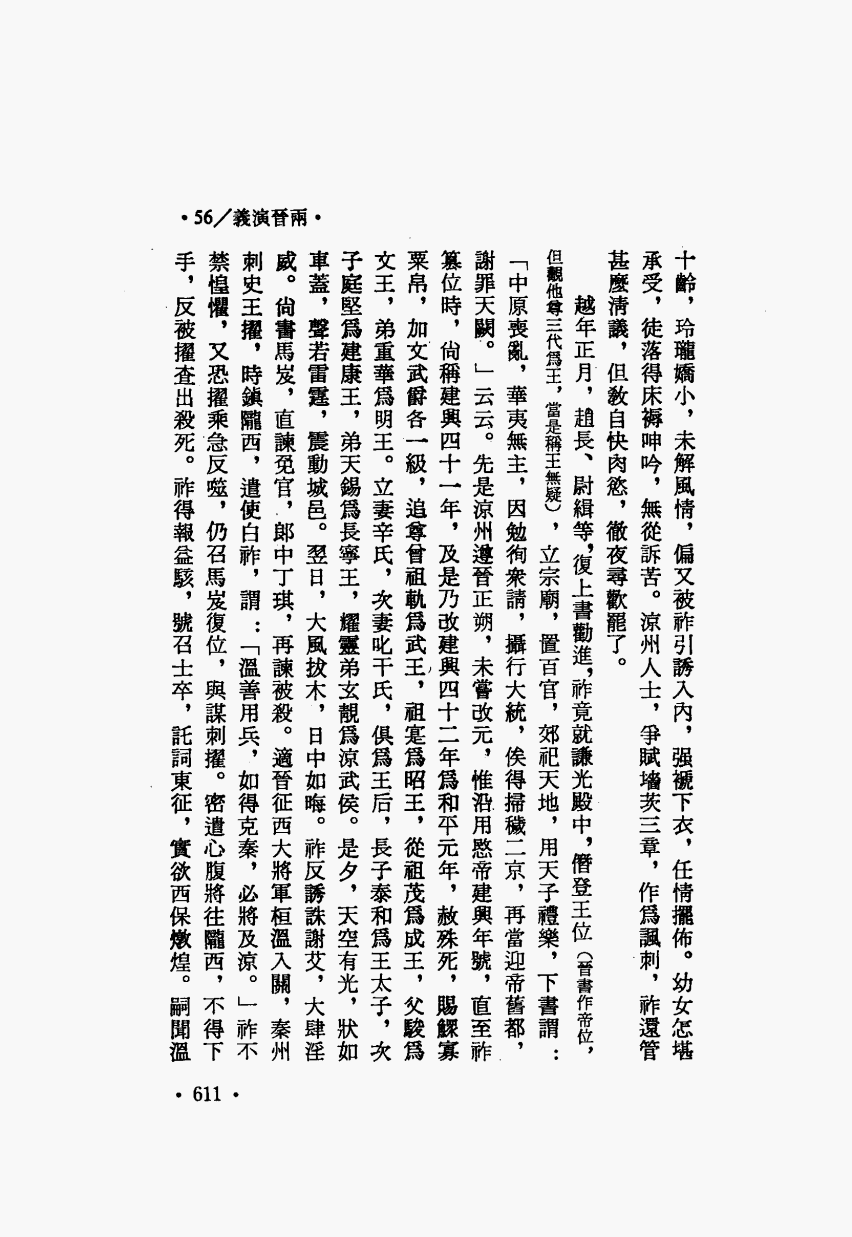 ・兩晉演義／56・
十齡，玲瓏嬌小，未解風情，偏又被祚引誘入內，强褫下衣，任情擺佈。幼女怎堪
承受，徒落得床褥呻吟，無從訴苦。涼州人士，爭賦墻茨三章，作爲諷刺，祚還管
甚麼淸議，但敎自快肉慾，徹夜尋歡罷了。
越年正月，趙長、尉緝等，復上書勸進，祚竟就謙光殿中，僭登王位（晉書作帝位，
但觀他尊三代爲王，當是稱王無疑），立宗廟，置百官，郊祀天地，用天子禮樂，下書謂：
「中原喪亂，華夷無主，因勉徇衆請，攝行大統，俟得掃穢二京，再當迎帝舊都，
謝罪天闕。」云云。先是涼州遵晉正朔，未嘗改元，惟沿用愍帝建興年號，直至祚
篡位時，尙稱建興四十一年，及是乃改建興四十二年爲和平元年，赦殊死，賜鰥寡
粟帛，加文武爵各一級，追尊曾祖軌爲武王，祖寔爲昭王，從祖茂爲成王，父駿爲
文王，弟重華爲明王。立妻辛氏，次妻叱干氏，俱爲王后，長子泰和爲王太子，次
子庭堅爲建康王，弟天錫爲長寧王，耀靈弟玄靚爲涼武侯。是夕，天空有光，狀如
車蓋，聲若雷霆，震動城邑。翌日，大風拔木，日中如晦。祚反誘誅謝艾，大肆淫
威。尙書馬岌，直諫免官，郎中丁琪，再諫被殺。適晉征西大將軍桓溫入關，秦州
刺史王擢，時鎭隴西，遣使白祚，謂：「溫善用兵，如得克秦，必將及涼。」祚不
禁惶懼，又恐擢乘急反噬，仍召馬岌復位，與謀刺擢。密遣心腹將往隴西，不得下
手，反被擢查出殺死。祚得報益駭，號召士卒，託詞東征，實欲西保燉煌。嗣聞溫
・611・